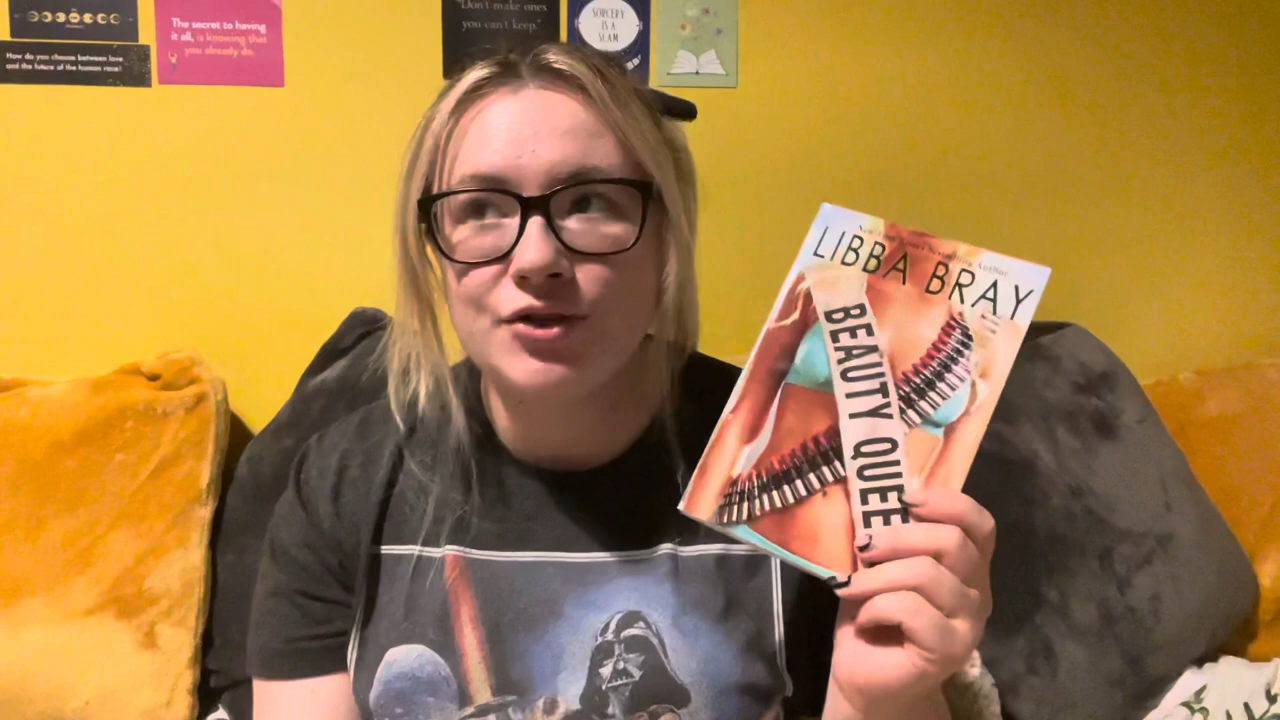 The secret to having
it all, is knowing that
you already do.
How do you choose between love
and the future of the human race?
"Don't make ones
you can't keep."
SORCERY
IS A
SCAM
LIBBA BRAY
BEAUTY QUEE